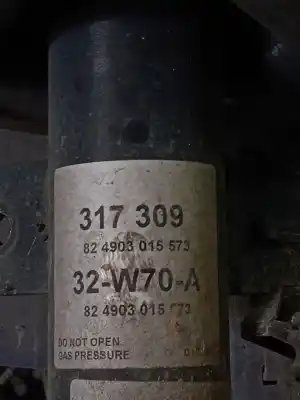 317 309
82 4903 015 573
32-W70-A
82 4903 015 573
DO NOT OPEN.
GAS PRESSURE